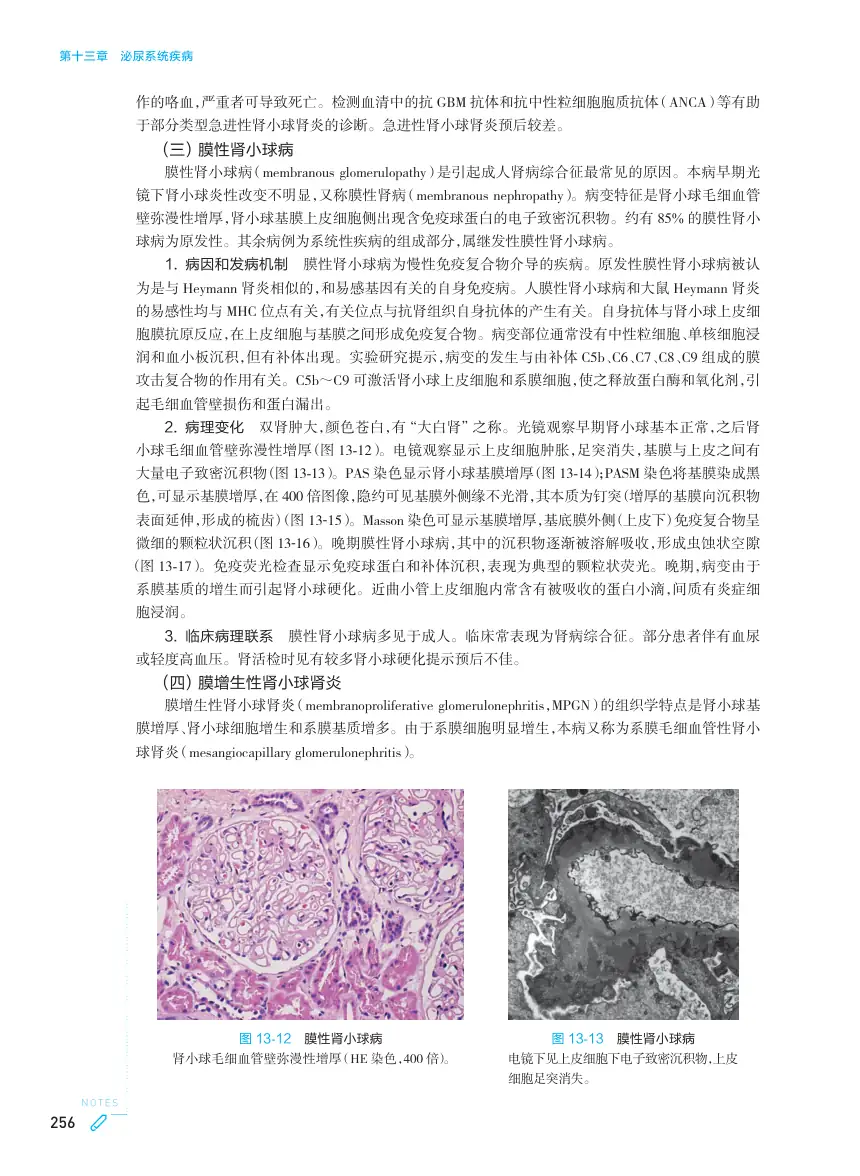 第十三章 泌尿系统疾病
作的咯血,严重者可导致死亡。检测血清中的抗 GBM 抗体和抗中性粒细胞胞质抗体（ANCA）等有助
于部分类型急进性肾小球肾炎的诊断。急进性肾小球肾炎预后较差。
（三）膜性肾小球病
膜性肾小球病（membranous glomerulopathy）是引起成人肾病综合征最常见的原因。本病早期光
镜下肾小球炎性改变不明显,又称膜性肾病（membranous nephropathy）。病变特征是肾小球毛细血管
壁弥漫性增厚,肾小球基膜上皮细胞侧出现含免疫球蛋白的电子致密沉积物。约有 85% 的膜性肾小
球病为原发性。其余病例为系统性疾病的组成部分,属继发性膜性肾小球病。
1. 病因和发病机制 膜性肾小球病为慢性免疫复合物介导的疾病。原发性膜性肾小球病被认
为是与 Heymann 肾炎相似的,和易感基因有关的自身免疫病。人膜性肾小球病和大鼠 Heymann 肾炎
的易感性均与 MHC 位点有关,有关位点与抗肾组织自身抗体的产生有关。自身抗体与肾小球上皮细
胞膜抗原反应,在上皮细胞与基膜之间形成免疫复合物。病变部位通常没有中性粒细胞、单核细胞浸
润和血小板沉积,但有补体出现。实验研究提示,病变的发生与由补体 C5b、C6、C7、C8、C9 组成的膜
攻击复合物的作用有关。C5b～C9 可激活肾小球上皮细胞和系膜细胞,使之释放蛋白酶和氧化剂,引
起毛细血管壁损伤和蛋白漏出。
2. 病理变化 双肾肿大,颜色苍白,有“大白肾”之称。光镜观察早期肾小球基本正常,之后肾
小球毛细血管壁弥漫性增厚（图 13-12）。电镜观察显示上皮细胞肿胀,足突消失,基膜与上皮之间有
大量电子致密沉积物（图 13-13）。PAS 染色显示肾小球基膜增厚（图 13-14）;PASM 染色将基膜染成黑
色,可显示基膜增厚,在 400 倍图像,隐约可见基膜外侧缘不光滑,其本质为钉突（增厚的基膜向沉积物
表面延伸,形成的梳齿）（图 13-15）。Masson 染色可显示基膜增厚,基底膜外侧（上皮下）免疫复合物呈
微细的颗粒状沉积（图 13-16）。晚期膜性肾小球病,其中的沉积物逐渐被溶解吸收,形成虫蚀状空隙
（图 13-17）。免疫荧光检查显示免疫球蛋白和补体沉积,表现为典型的颗粒状荧光。晚期,病变由于
系膜基质的增生而引起肾小球硬化。近曲小管上皮细胞内常含有被吸收的蛋白小滴,间质有炎症细
胞浸润。
3. 临床病理联系 膜性肾小球病多见于成人。临床常表现为肾病综合征。部分患者伴有血尿
或轻度高血压。肾活检时见有较多肾小球硬化提示预后不佳。
（四）膜增生性肾小球肾炎
膜增生性肾小球肾炎（membranoproliferative glomerulonephritis,MPGN）的组织学特点是肾小球基
膜增厚、肾小球细胞增生和系膜基质增多。由于系膜细胞明显增生,本病又称为系膜毛细血管性肾小
球肾炎（mesangiocapillary glomerulonephritis）。
图 13-12 膜性肾小球病
肾小球毛细血管壁弥漫性增厚（HE 染色,400 倍）。
图 13-13 膜性肾小球病
电镜下见上皮细胞下电子致密沉积物,上皮
细胞足突消失。
NOTES
256